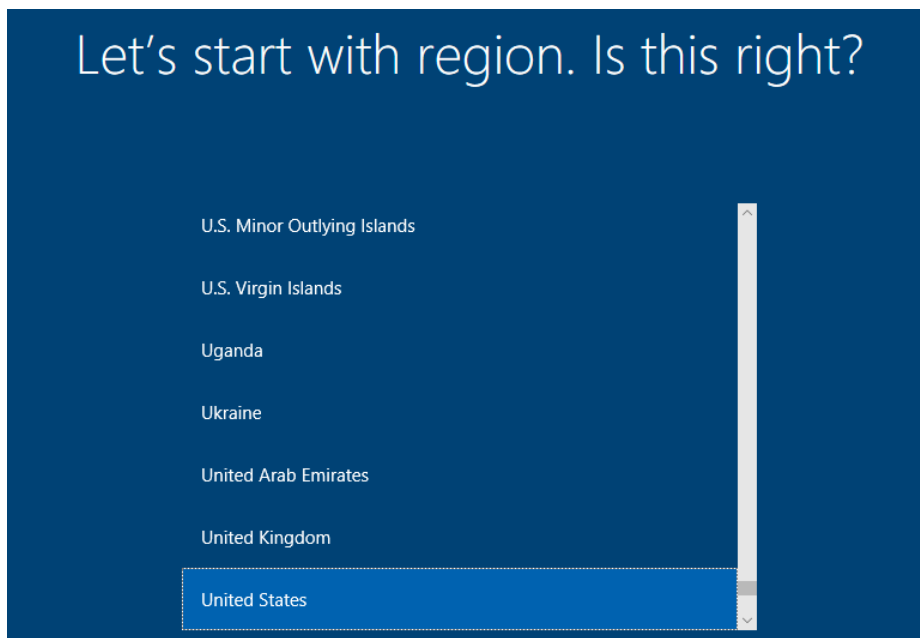 Let’s start with region. Is this right?
U.S. Minor Outlying Islands
U.S. Virgin Islands
Uganda
Ukraine
United Arab Emirates
United Kingdom
United States